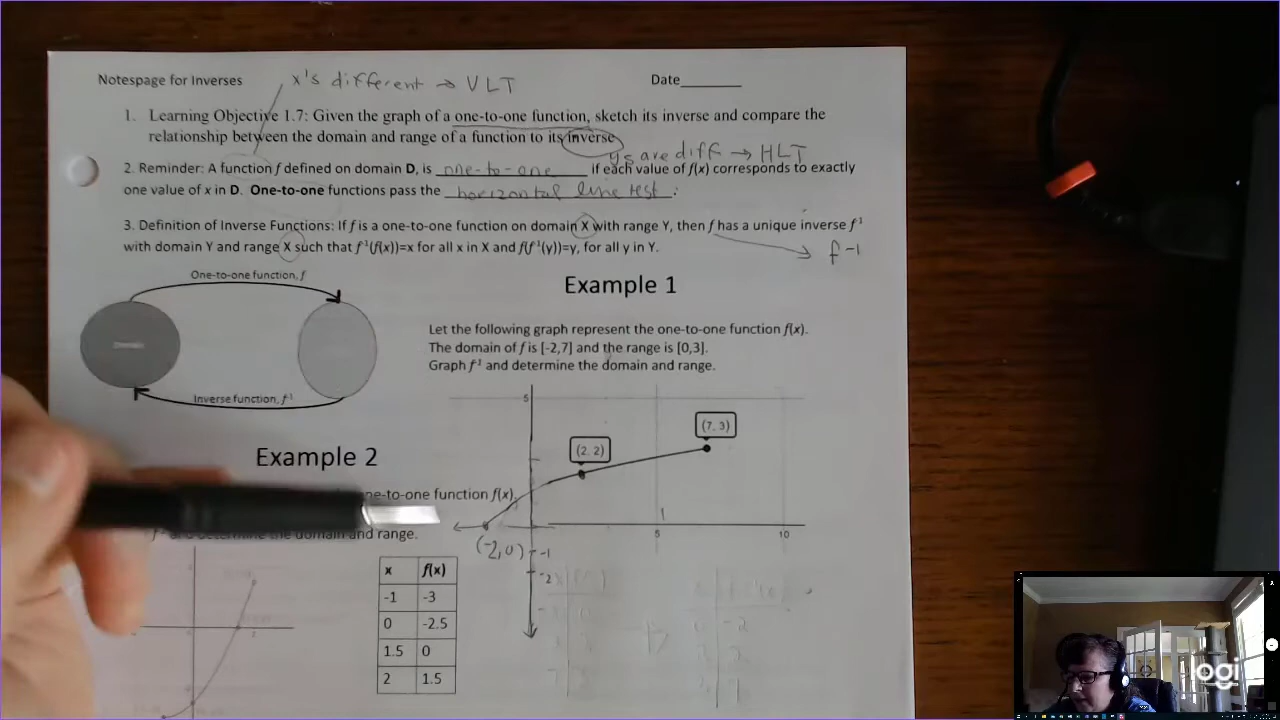 Notespage for Inverses
x's different → VLT
Date________
1. Learning Objective 1.7: Given the graph of a one-to-one function, sketch its inverse and compare the
relationship between the domain and range of a function to its inverse
ys are diff → HLT
2. Reminder: A function f defined on domain D, is one-to-one if each value of f(x) corresponds to exactly
one value of x in D. One-to-one functions pass the horizontal line test.
3. Definition of Inverse Functions: If f is a one-to-one function on domain X with range Y, then f has a unique inverse f⁻¹
with domain Y and range X such that f⁻¹(f(x))=x for all x in X and f(f⁻¹(y))=y, for all y in Y.
f⁻¹
One-to-one function, f
Domain
Inverse function, f⁻¹
Example 1
Let the following graph represent the one-to-one function f(x).
The domain of f is [-2,7] and the range is [0,3].
Graph f⁻¹ and determine the domain and range.
5
(7, 3)
(2, 2)
5
10
(-2,0)
-1
-2
Example 2
one-to-one function f(x).
determine the domain and range.
x f(x)
-1 -3
0 -2.5
1.5 0
2 1.5
ogi